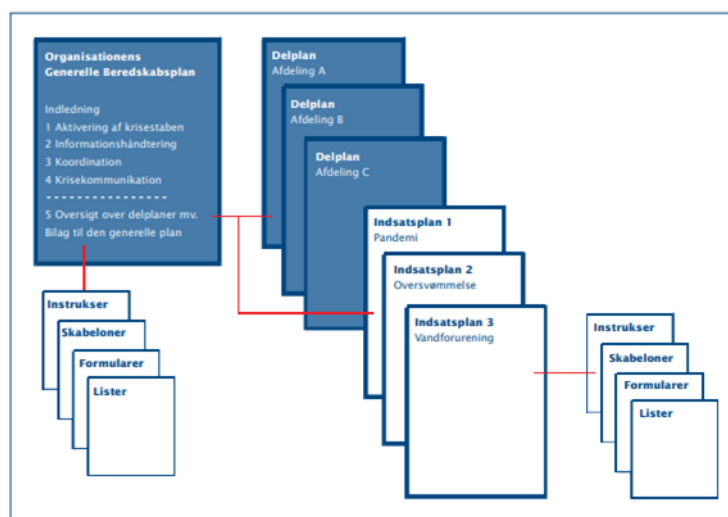 Organisationens
Generelle Beredskabsplan
Indledning
1 Aktivering af krisestaben
2 Informationshåndtering
3 Koordination
4 Krisekommunikation
- - - - - - - - - - - - - - - -
5 Oversigt over delplaner mv.
Bilag til den generelle plan
Instrukser
Skabeloner
Formularer
Lister
Delplan
Afdeling A
Delplan
Afdeling B
Delplan
Afdeling C
Indsatsplan 1
Pandemi
Indsatsplan 2
Oversvømmelse
Indsatsplan 3
Vandforurening
Instrukser
Skabeloner
Formularer
Lister